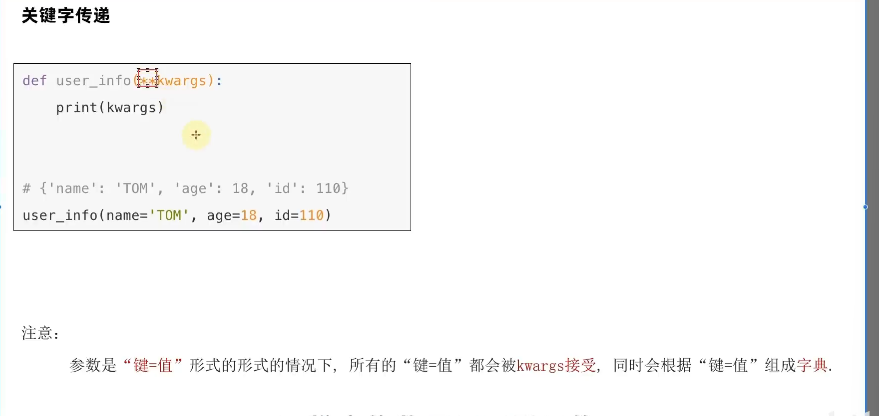 关键字传递
def user_info(**kwargs):
print(kwargs)
# {'name': 'TOM', 'age': 18, 'id': 110}
user_info(name='TOM', age=18, id=110)
注意：
参数是“键=值”形式的形式的情况下, 所有的“键=值”都会被kwargs接受, 同时会根据“键=值”组成字典.